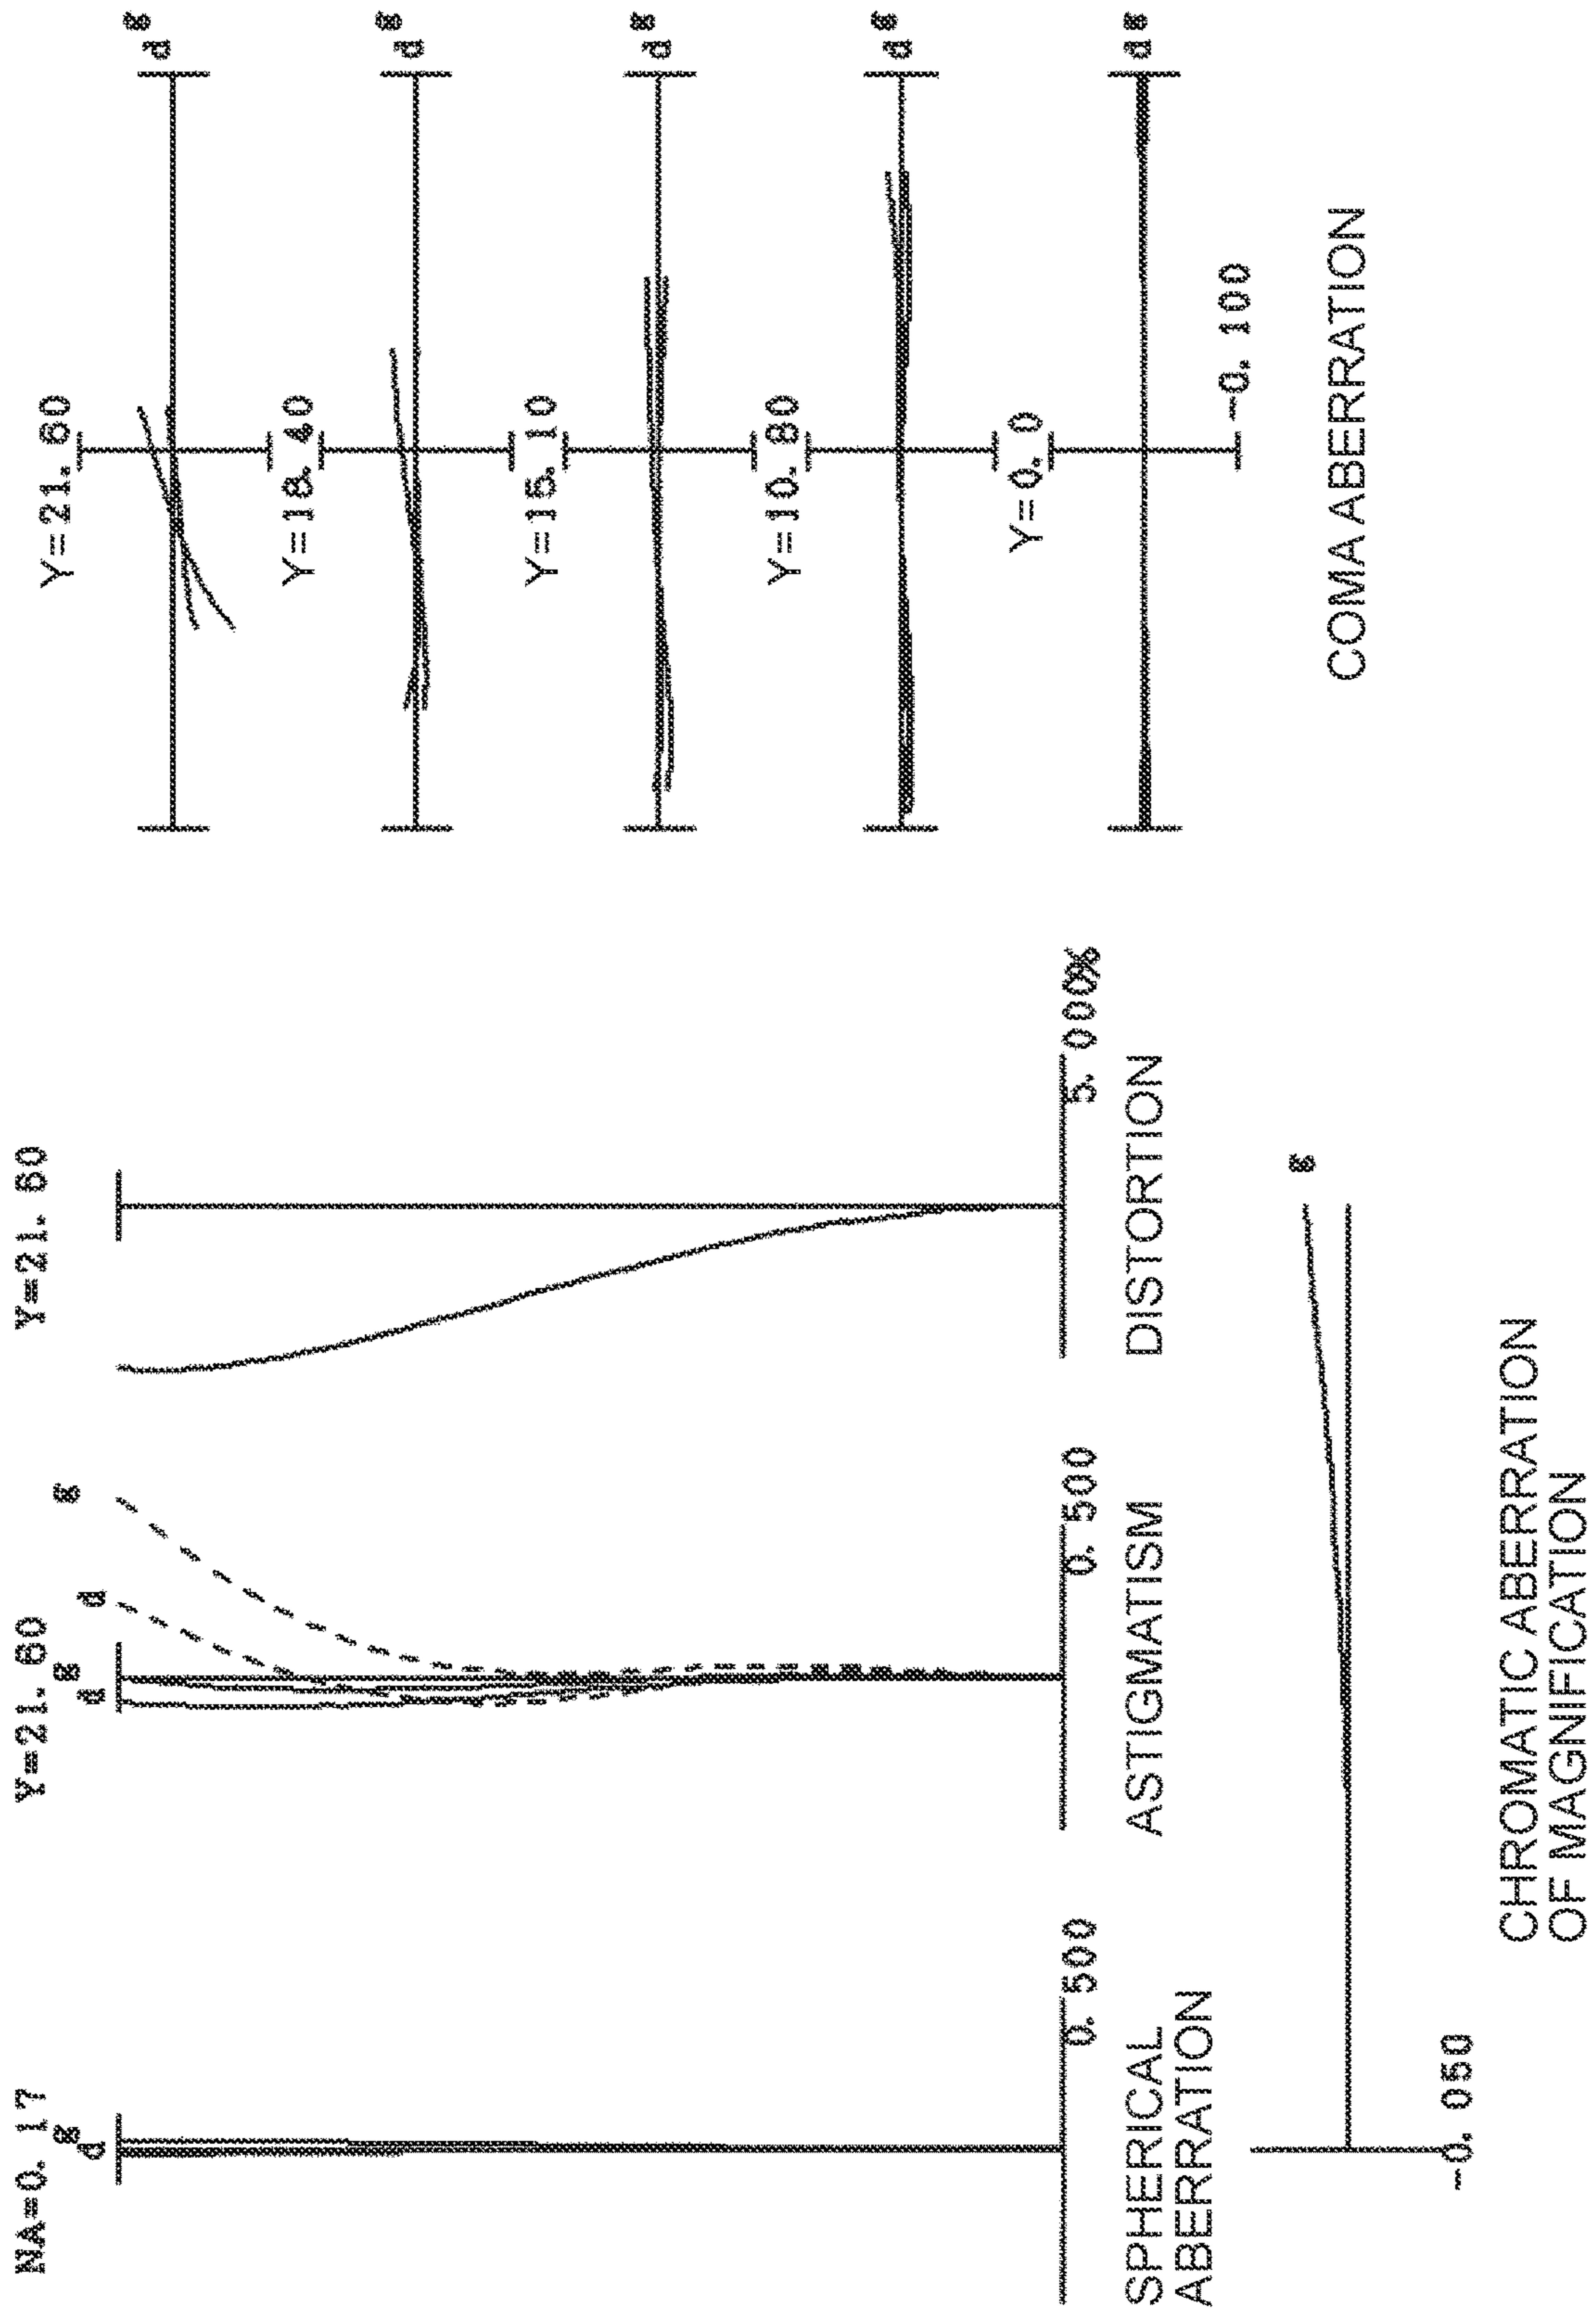 NA=0. 17
g
d
0. 500
SPHERICAL
ABERRATION
Y=21. 60
g
d
g
d
0. 500
ASTIGMATISM
Y=21. 60
5. 000%
DISTORTION
Y=21. 60
g
d
Y=18. 40
g
d
Y=15. 10
g
d
Y=10. 80
g
d
Y=0. 0
dg
-0. 100
COMA ABERRATION
g
-0. 050
CHROMATIC ABERRATION
OF MAGNIFICATION